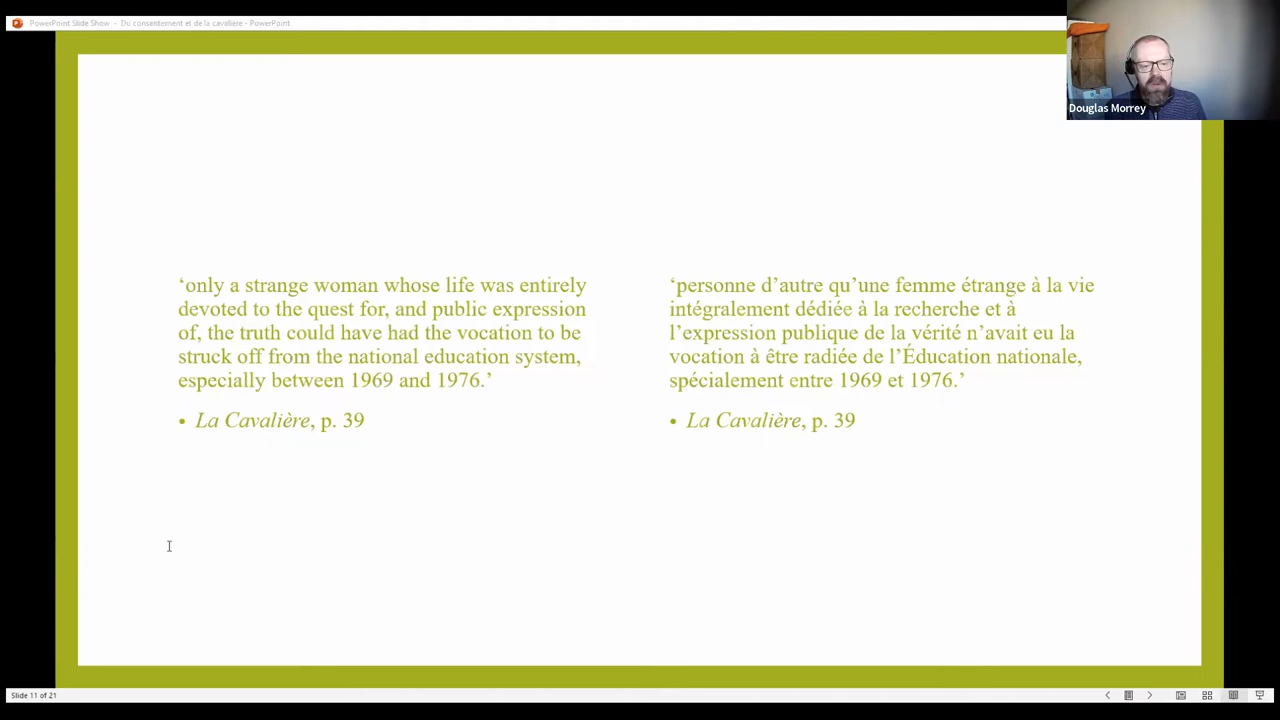 PowerPoint Slide Show - Du consentement et de la cavalière - PowerPoint
Douglas Morrey
‘only a strange woman whose life was entirely
devoted to the quest for, and public expression
of, the truth could have had the vocation to be
struck off from the national education system,
especially between 1969 and 1976.’
• La Cavalière, p. 39
‘personne d’autre qu’une femme étrange à la vie
intégralement dédiée à la recherche et à
l’expression publique de la vérité n’avait eu la
vocation à être radiée de l’Éducation nationale,
spécialement entre 1969 et 1976.’
• La Cavalière, p. 39
Slide 11 of 21